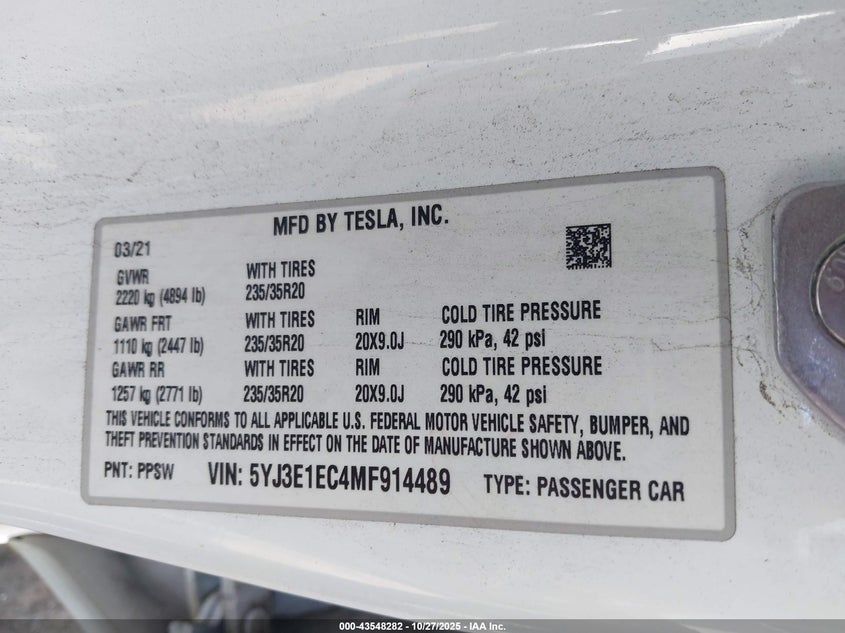 MFD BY TESLA, INC.
03/21
GVWR WITH TIRES
2220 kg (4894 lb) 235/35R20
GAWR FRT WITH TIRES RIM COLD TIRE PRESSURE
1110 kg (2447 lb) 235/35R20 20X9.0J 290 kPa, 42 psi
GAWR RR WITH TIRES RIM COLD TIRE PRESSURE
1257 kg (2771 lb) 235/35R20 20X9.0J 290 kPa, 42 psi
THIS VEHICLE CONFORMS TO ALL APPLICABLE U.S. FEDERAL MOTOR VEHICLE SAFETY, BUMPER, AND
THEFT PREVENTION STANDARDS IN EFFECT ON THE DATE OF MANUFACTURE SHOWN ABOVE.
PNT: PPSW VIN: 5YJ3E1EC4MF914489 TYPE: PASSENGER CAR
000-43548282 - 10/27/2025 - IAA Inc.